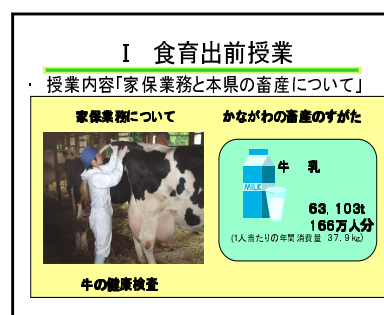 Ⅰ 食育出前授業
・ 授業内容「家保業務と本県の畜産について」
家保業務について
かながわの畜産のすがた
牛 乳
MILK
63,103t
166万人分
(1人当たりの年間消費量 37.9kg)
牛の健康検査